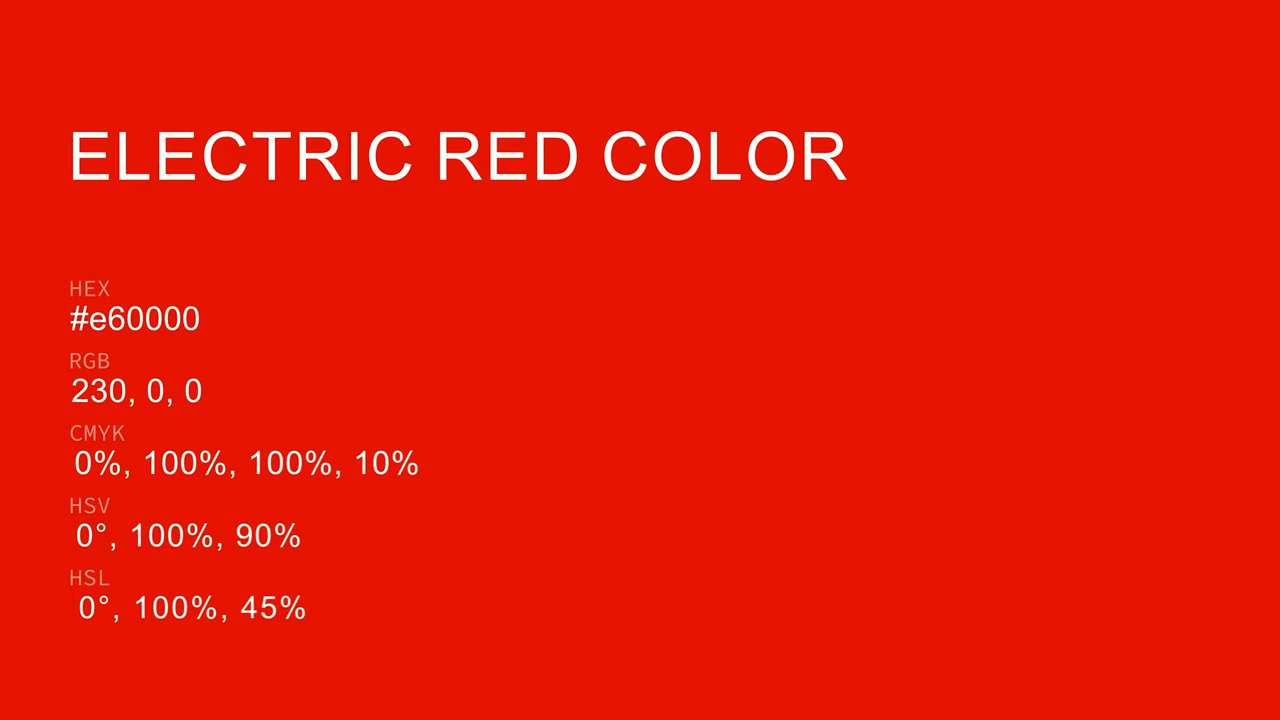 ELECTRIC RED COLOR
HEX
#e60000
RGB
230, 0, 0
CMYK
0%, 100%, 100%, 10%
HSV
0°, 100%, 90%
HSL
0°, 100%, 45%